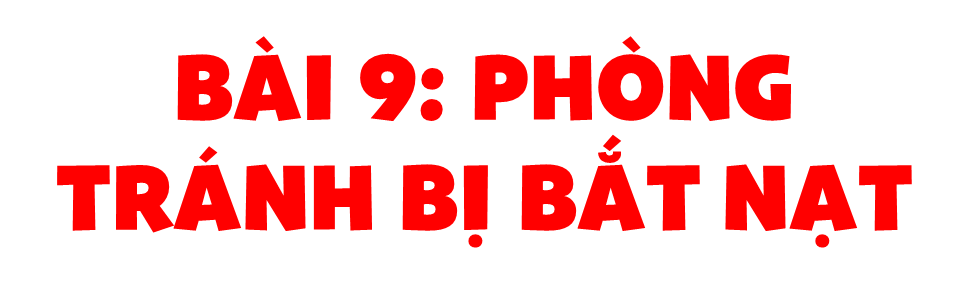 BÀI 9: PHÒNG
TRÁNH BỊ BẮT NẠT